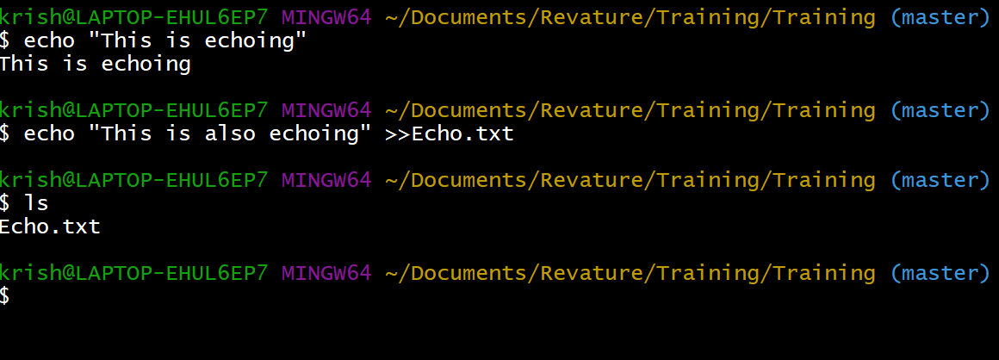 krish@LAPTOP-EHUL6EP7 MINGW64 ~/Documents/Revature/Training/Training (master)
$ echo "This is echoing"
This is echoing
krish@LAPTOP-EHUL6EP7 MINGW64 ~/Documents/Revature/Training/Training (master)
$ echo "This is also echoing" >>Echo.txt
krish@LAPTOP-EHUL6EP7 MINGW64 ~/Documents/Revature/Training/Training (master)
$ ls
Echo.txt
krish@LAPTOP-EHUL6EP7 MINGW64 ~/Documents/Revature/Training/Training (master)
$